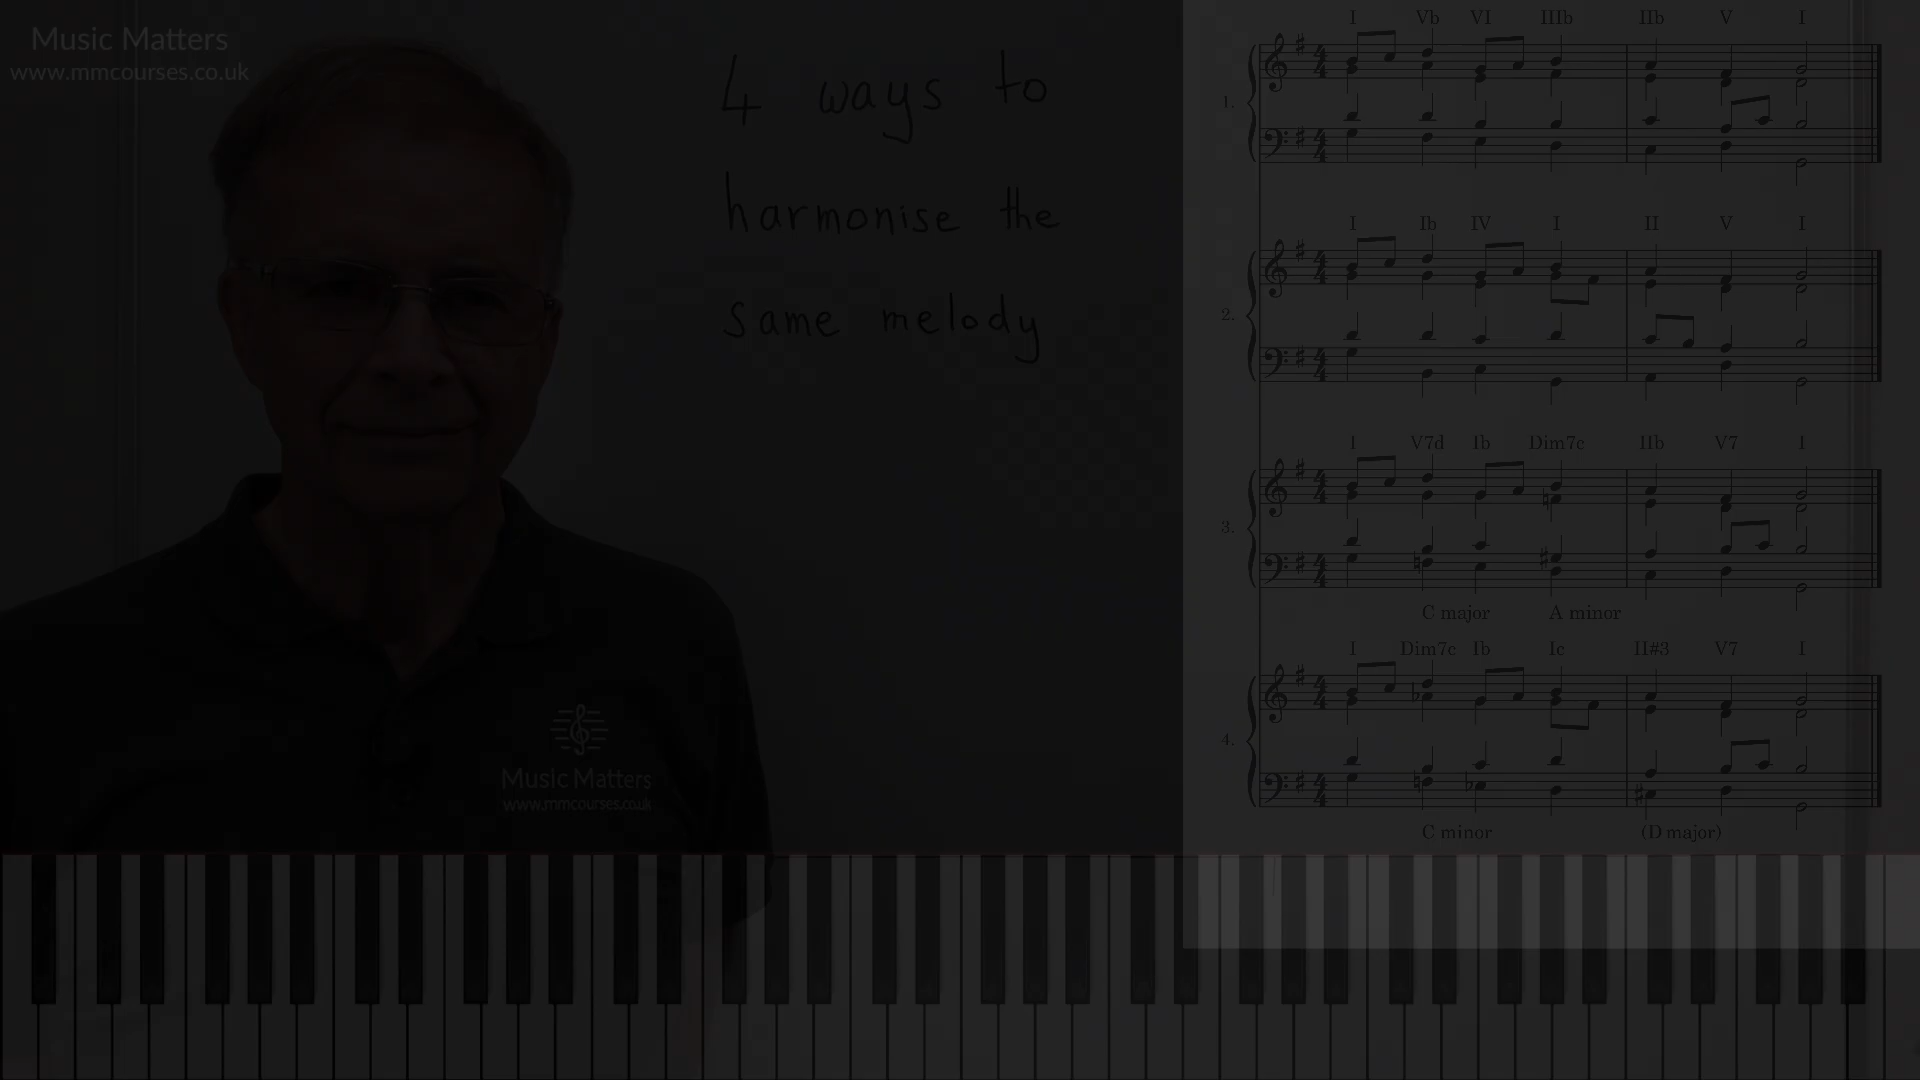 Music Matters
www.mmcourses.co.uk
4 ways to
harmonise the
same melody
Music Matters
www.mmcourses.co.uk
I Vb VI IIIb IIb V I
1.
I Ib IV I II V I
2.
I V7d Ib Dim7c IIb V7 I
3.
C major A minor
I Dim7c Ib Ic II#3 V7 I
4.
C minor (D major)